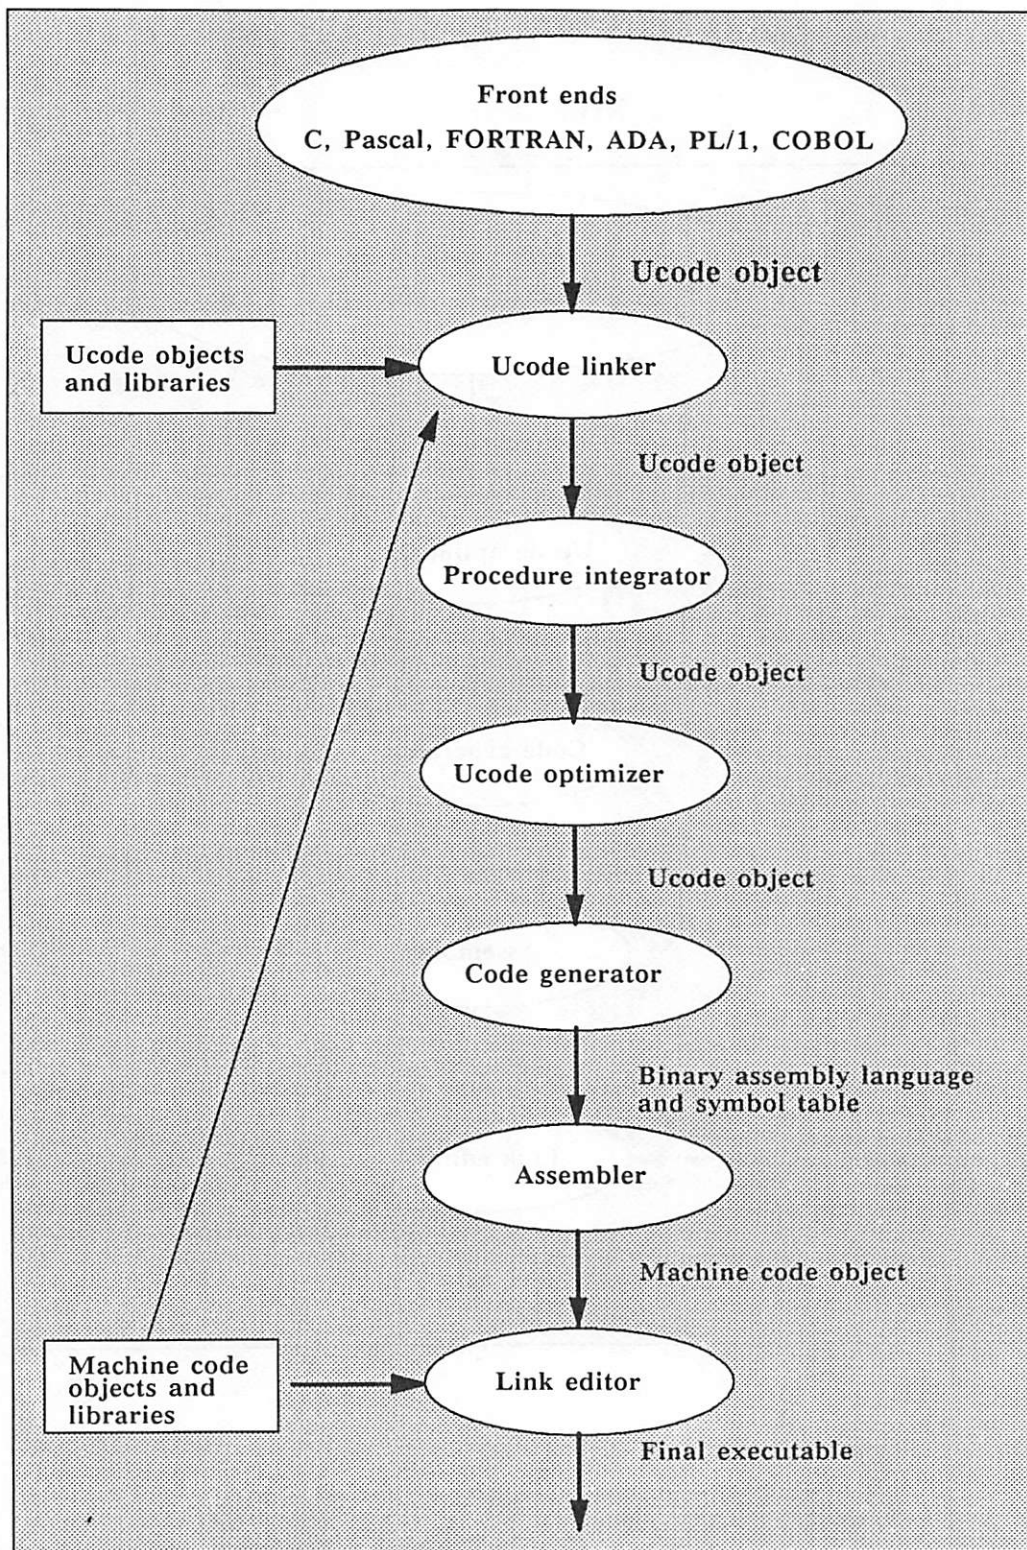 Front ends
C, Pascal, FORTRAN, ADA, PL/1, COBOL
Ucode object
Ucode objects
and libraries
Ucode linker
Ucode object
Procedure integrator
Ucode object
Ucode optimizer
Ucode object
Code generator
Binary assembly language
and symbol table
Assembler
Machine code object
Machine code
objects and
libraries
Link editor
Final executable